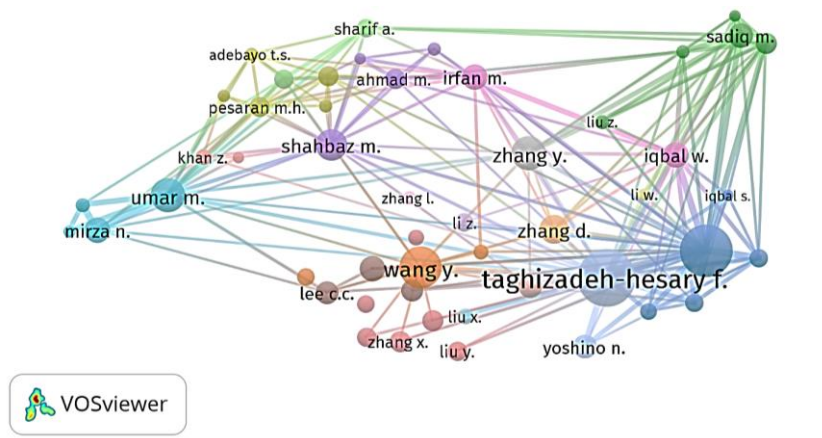 sharif a.
sadiq m.
adebayo t.s.
ahmad m.
irfan m.
pesaran m.h.
liu z.
khan z.
shahbaz m.
zhang y.
iqbal w.
umar m.
zhang l.
li w.
iqbal s.
mirza n.
li z.
zhang d.
wang y.
taghizadeh-hesary f.
lee c.c.
liu x.
zhang x.
liu y.
yoshino n.
VOSviewer